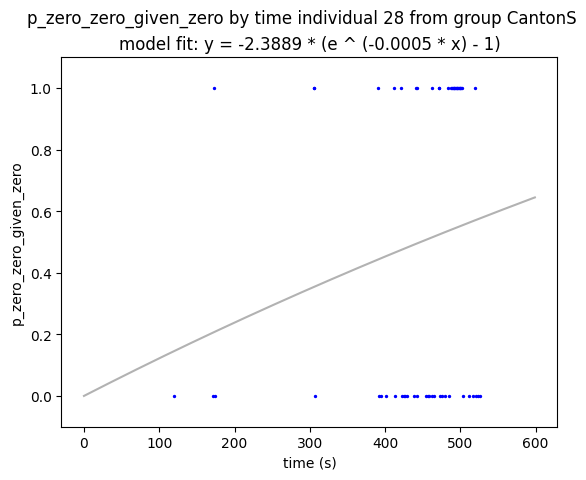 p_zero_zero_given_zero by time individual 28 from group CantonS
model fit: y = -2.3889 * (e ^ (-0.0005 * x) - 1)
p_zero_zero_given_zero
1.0
0.8
0.6
0.4
0.2
0.0
0 100 200 300 400 500 600
time (s)